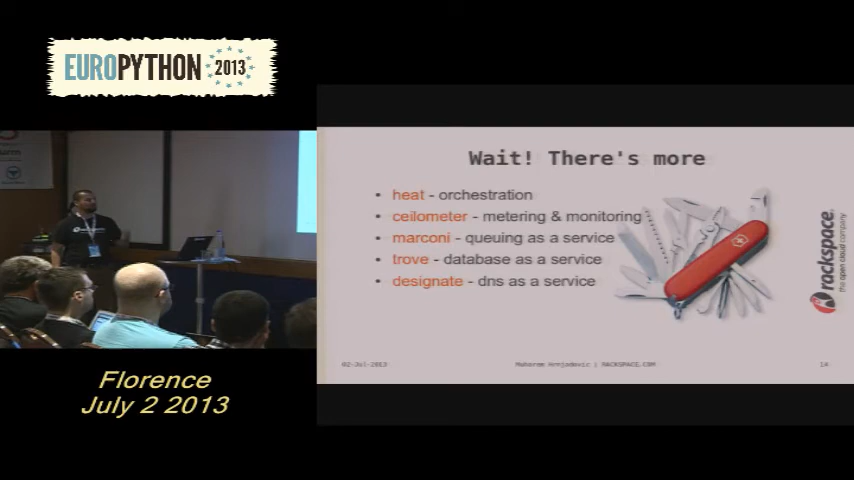 EUROPYTHON 2013
Wait! There's more
• heat - orchestration
• ceilometer - metering & monitoring
• marconi - queuing as a service
• trove - database as a service
• designate - dns as a service
rackspace
the open cloud company
02-Jul-2013
RACKSPACE.COM
14
Florence
July 2 2013